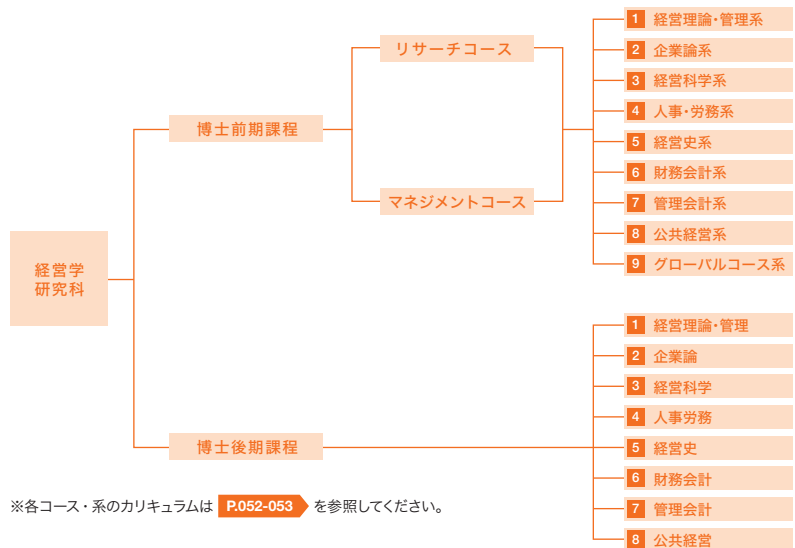 経営学
研究科
博士前期課程
リサーチコース
マネジメントコース
1 経営理論・管理系
2 企業論系
3 経営科学系
4 人事・労務系
5 経営史系
6 財務会計系
7 管理会計系
8 公共経営系
9 グローバルコース系
博士後期課程
1 経営理論・管理
2 企業論
3 経営科学
4 人事労務
5 経営史
6 財務会計
7 管理会計
8 公共経営
※各コース・系のカリキュラムは P.052-053 を参照してください。